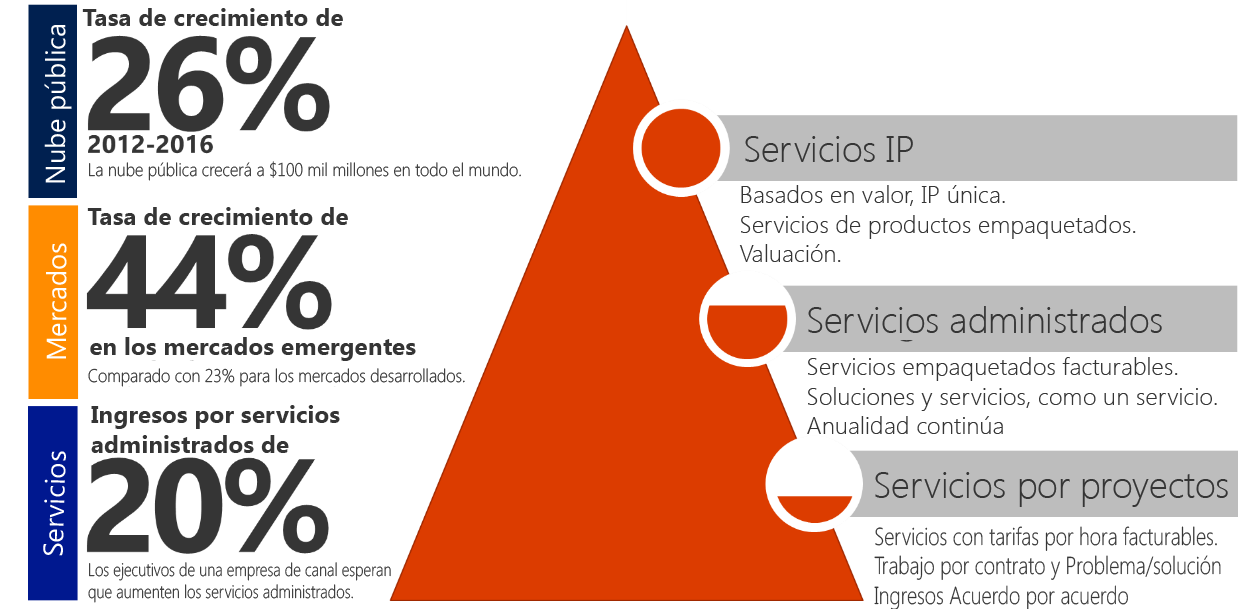 Nube pública
Tasa de crecimiento de
26%
2012-2016
La nube pública crecerá a $100 mil millones en todo el mundo.
Mercados
Tasa de crecimiento de
44%
en los mercados emergentes
Comparado con 23% para los mercados desarrollados.
Servicios
Ingresos por servicios
administrados de
20%
Los ejecutivos de una empresa de canal esperan
que aumenten los servicios administrados.
Servicios IP
Basados en valor, IP única.
Servicios de productos empaquetados.
Valuación.
Servicios administrados
Servicios empaquetados facturables.
Soluciones y servicios, como un servicio.
Anualidad continúa
Servicios por proyectos
Servicios con tarifas por hora facturables.
Trabajo por contrato y Problema/solución
Ingresos Acuerdo por acuerdo